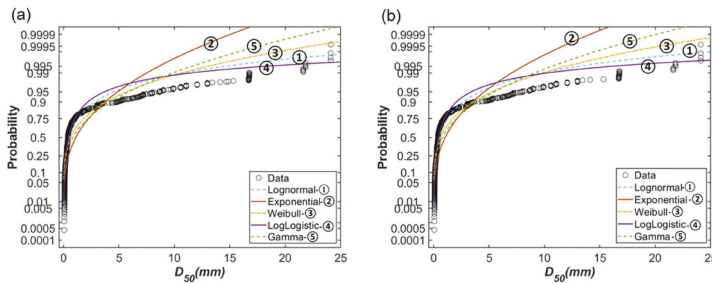 (a)
Probability
0.9999
0.9995
0.995
0.99
0.95
0.9
0.75
0.5
0.25
0.1
0.05
0.01
0.005
0.0005
0.0001
②
⑤
③
①
④
Data
Lognormal-①
Exponential-②
Weibull-③
LogLogistic-④
Gamma-⑤
0 5 10 15 20 25
D50(mm)
(b)
Probability
0.9999
0.9995
0.995
0.99
0.95
0.9
0.75
0.5
0.25
0.1
0.05
0.01
0.005
0.0005
0.0001
②
⑤
③
①
④
Data
Lognormal-①
Exponential-②
Weibull-③
LogLogistic-④
Gamma-⑤
0 5 10 15 20 25
D50(mm)